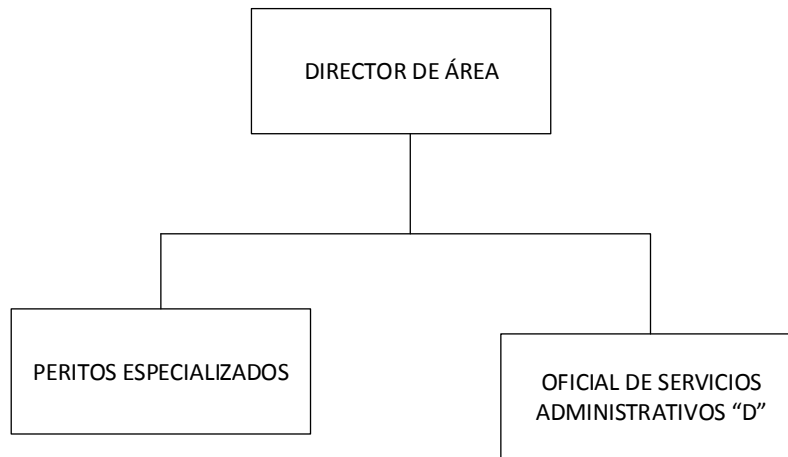 DIRECTOR DE ÁREA
PERITOS ESPECIALIZADOS
OFICIAL DE SERVICIOS
ADMINISTRATIVOS “D”